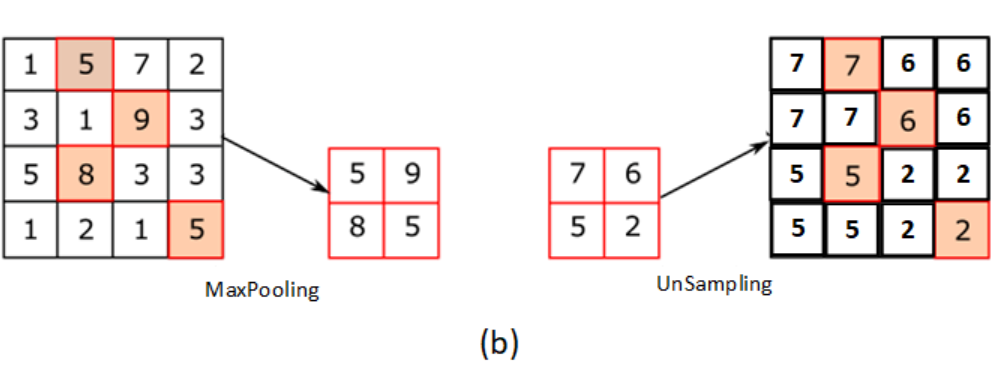 1 5 7 2
3 1 9 3
5 8 3 3
1 2 1 5
5 9
8 5
MaxPooling
7 6
5 2
7 7 6 6
7 7 6 6
5 5 2 2
5 5 2 2
UnSampling
(b)